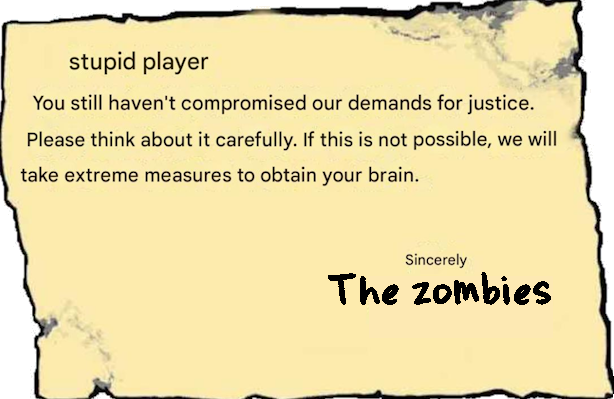 stupid player
You still haven't compromised our demands for justice.
Please think about it carefully. If this is not possible, we will
take extreme measures to obtain your brain.
Sincerely
The zombies